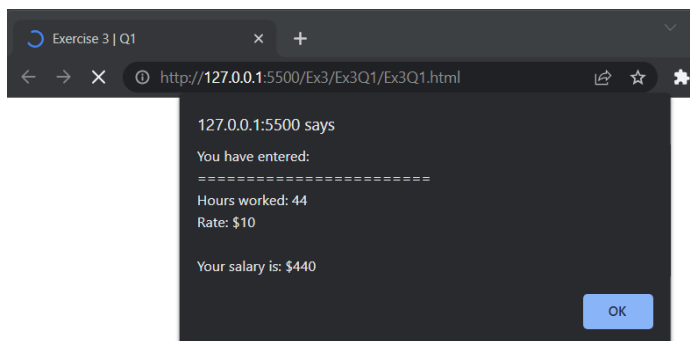 Exercise 3 | Q1
http://127.0.0.1:5500/Ex3/Ex3Q1/Ex3Q1.html
127.0.0.1:5500 says
You have entered:
========================
Hours worked: 44
Rate: $10
Your salary is: $440
OK